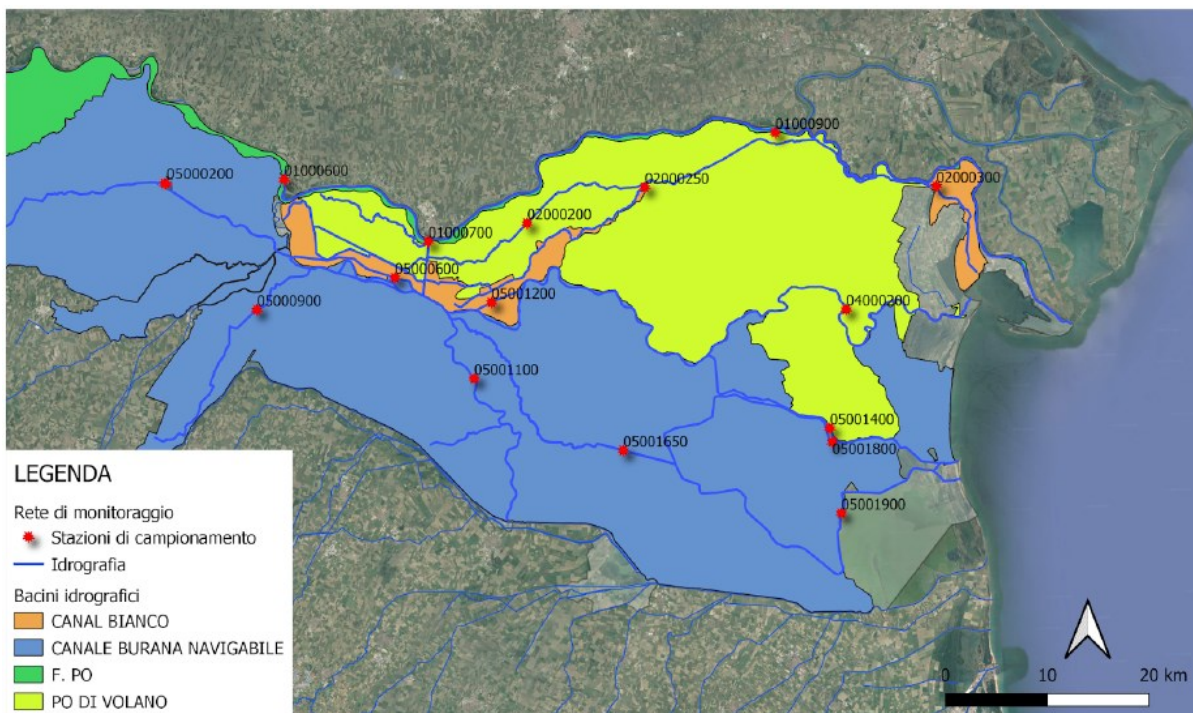 01000900
05000200
01000600
02000250
02000300
02000200
01000700
05000600
05001200
05000900
04000200
05001100
05001400
05001650
05001800
05001900
LEGENDA
Rete di monitoraggio
Stazioni di campionamento
Idrografia
Bacini idrografici
CANAL BIANCO
CANALE BURANA NAVIGABILE
F. PO
PO DI VOLANO
0 10 20 km